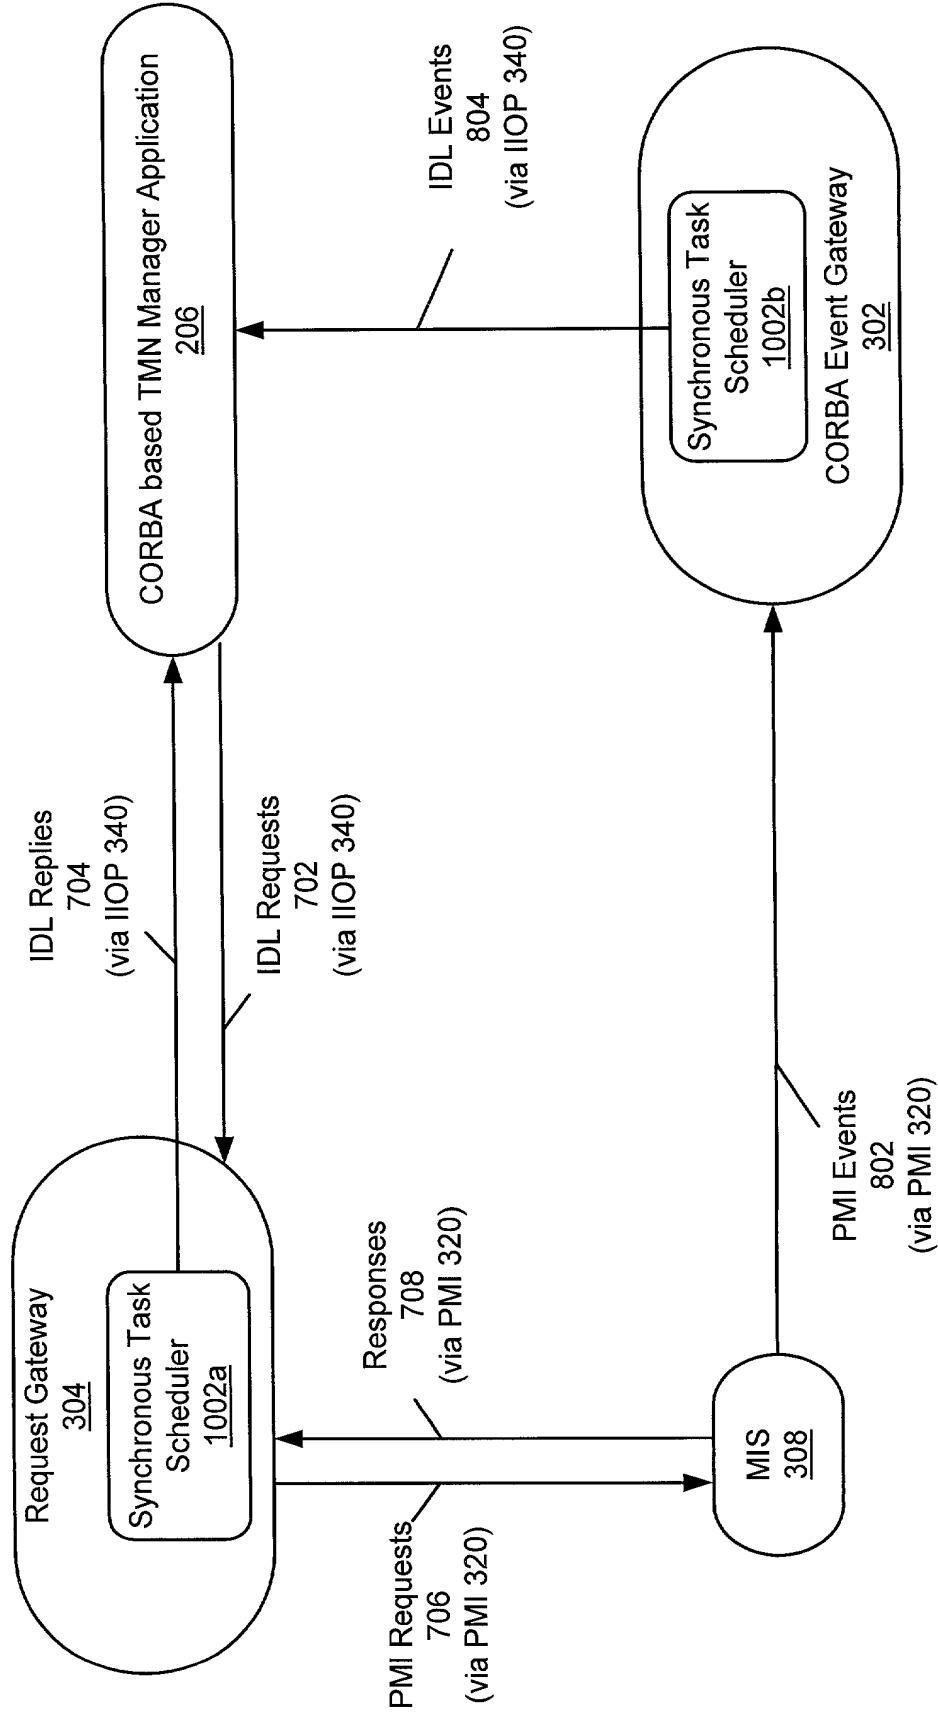 Request Gateway
304
Synchronous Task
Scheduler
1002a
IDL Replies
704
(via IIOP 340)
IDL Requests
702
(via IIOP 340)
CORBA based TMN Manager Application
206
PMI Requests
706
(via PMI 320)
Responses
708
(via PMI 320)
IDL Events
804
(via IIOP 340)
MIS
308
PMI Events
802
(via PMI 320)
Synchronous Task
Scheduler
1002b
CORBA Event Gateway
302